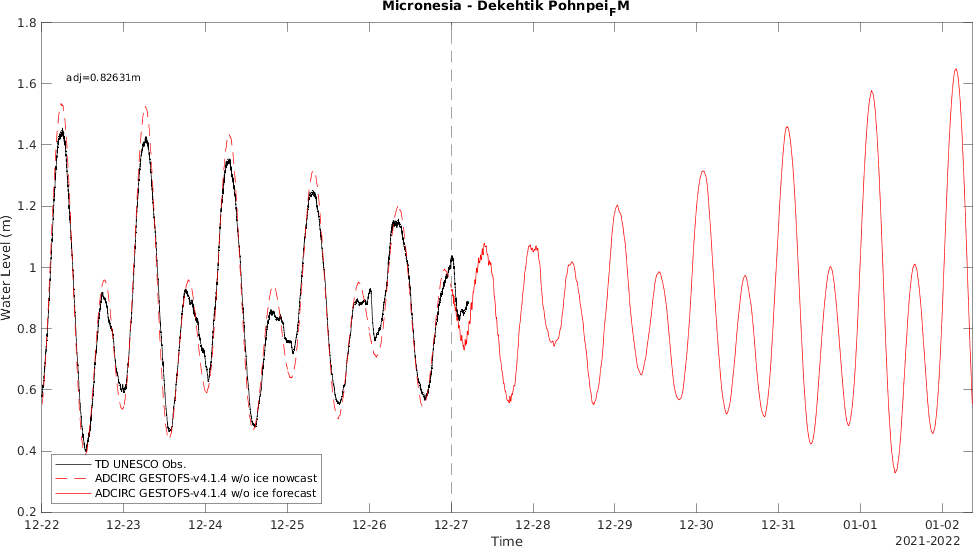 Micronesia - Dekehtik Pohnpei_FM
1.8
1.6
adj=0.82631m
1.4
1.2
1
0.8
0.6
0.4
0.2
Water Level (m)
TD UNESCO Obs.
ADCIRC GESTOFS-v4.1.4 w/o ice nowcast
ADCIRC GESTOFS-v4.1.4 w/o ice forecast
12-22 12-23 12-24 12-25 12-26 12-27 12-28 12-29 12-30 12-31 01-01 01-02
Time
2021-2022